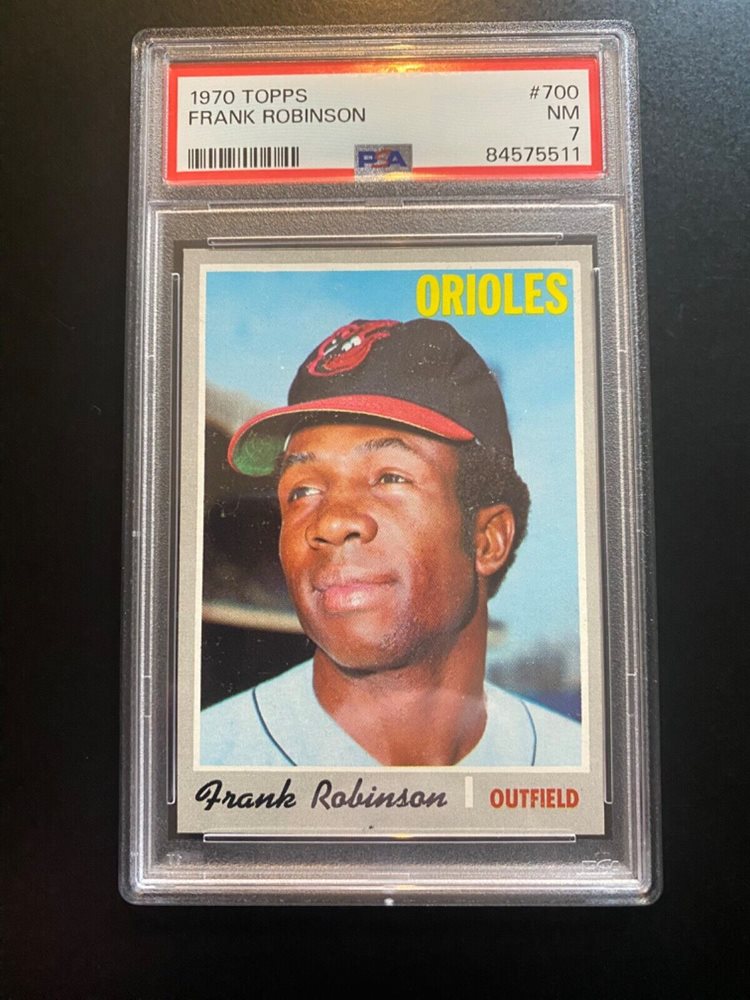 1970 TOPPS #700
FRANK ROBINSON NM
7
PSA 84575511
ORIOLES
Frank Robinson OUTFIELD